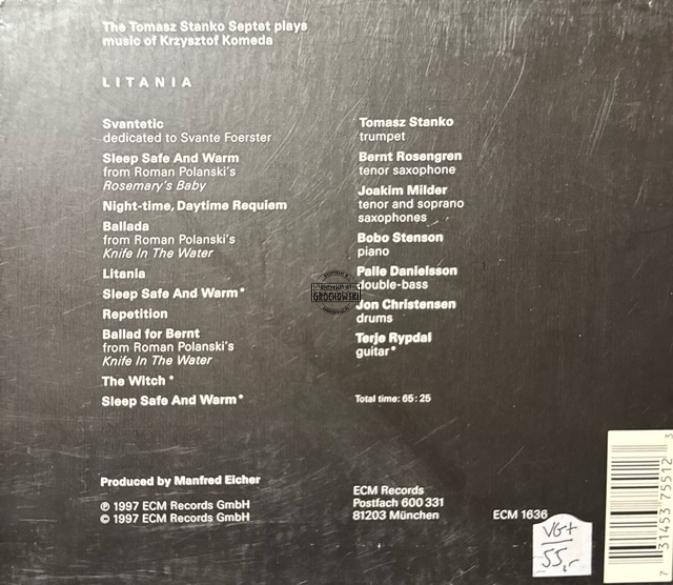 The Tomasz Stanko Septet plays
music of Krzysztof Komeda
LITANIA
Svantetic
dedicated to Svante Foerster
Sleep Safe And Warm
from Roman Polanski's
Rosemary's Baby
Night-time, Daytime Requiem
Ballada
from Roman Polanski's
Knife In The Water
Litania
Sleep Safe And Warm*
Repetition
Ballad for Bernt
from Roman Polanski's
Knife In The Water
The Witch *
Sleep Safe And Warm*
Tomasz Stanko
trumpet
Bernt Rosengren
tenor saxophone
Joakim Milder
tenor and soprano
saxophones
Bobo Stenson
piano
Palle Danielsson
double-bass
Jon Christensen
drums
Terje Rypdal
guitar*
Total time: 65:25
GROCHOWSKI
Produced by Manfred Eicher
℗ 1997 ECM Records GmbH
© 1997 ECM Records GmbH
ECM Records
Postfach 600 331
81203 München
ECM 1636
VG+
55,-
7 31453 75512 3